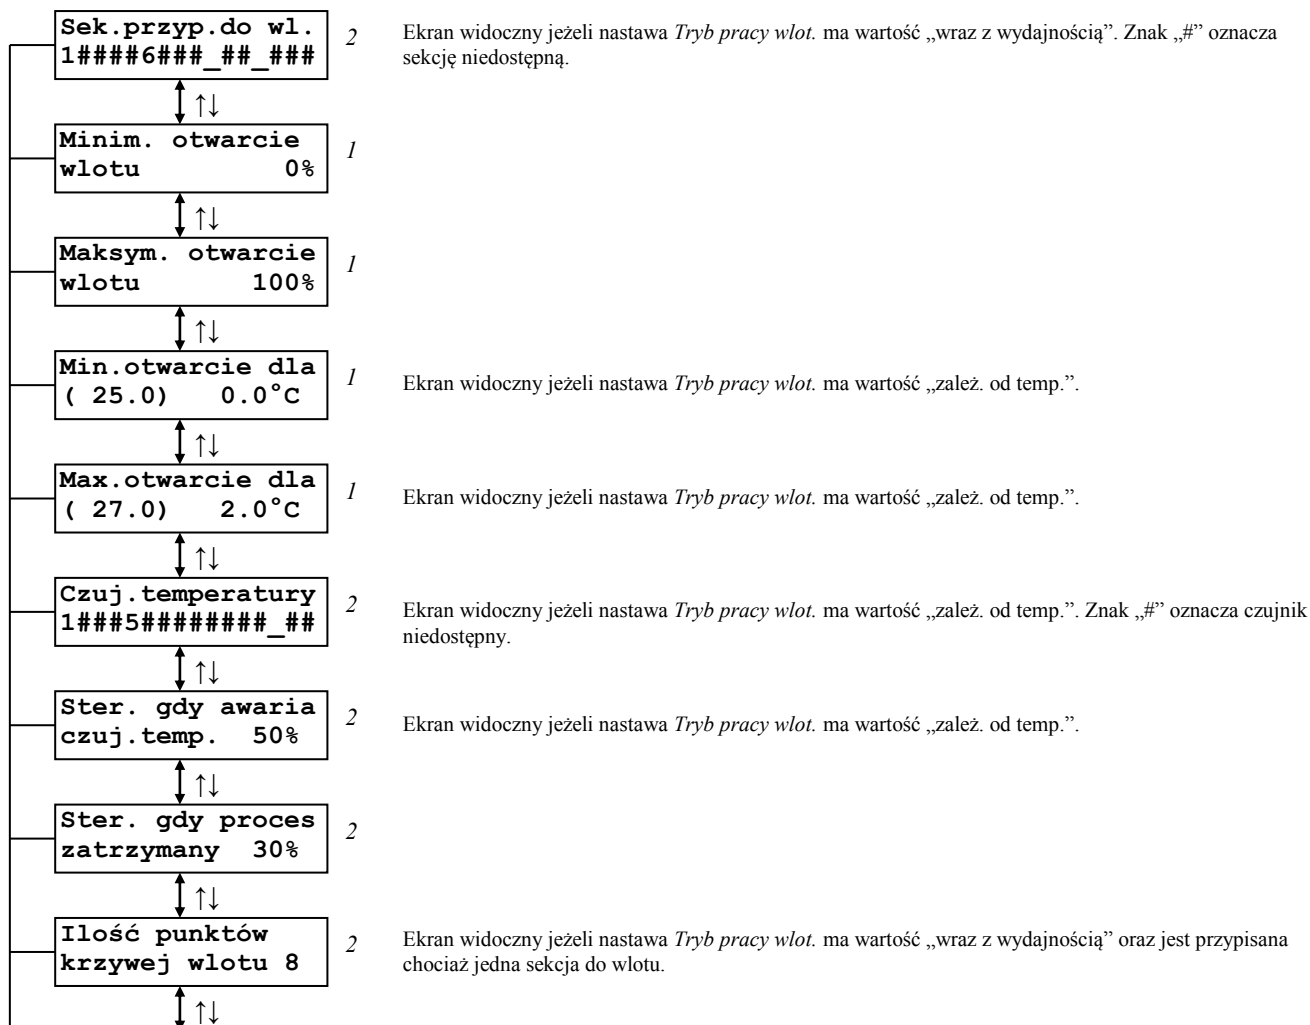 Sek.przyp.do wl.
1####6###_##_###
2
Ekran widoczny jeżeli nastawa Tryb pracy wlot. ma wartość „wraz z wydajnością”. Znak „#” oznacza
sekcję niedostępną.
↑↓
Minim. otwarcie
wlotu 0%
1
↑↓
Maksym. otwarcie
wlotu 100%
1
↑↓
Min.otwarcie dla
( 25.0) 0.0°C
1
Ekran widoczny jeżeli nastawa Tryb pracy wlot. ma wartość „zależ. od temp.”.
↑↓
Max.otwarcie dla
( 27.0) 2.0°C
1
Ekran widoczny jeżeli nastawa Tryb pracy wlot. ma wartość „zależ. od temp.”.
↑↓
Czuj.temperatury
1###5########_##
2
Ekran widoczny jeżeli nastawa Tryb pracy wlot. ma wartość „zależ. od temp.”. Znak „#” oznacza czujnik
niedostępny.
↑↓
Ster. gdy awaria
czuj.temp. 50%
2
Ekran widoczny jeżeli nastawa Tryb pracy wlot. ma wartość „zależ. od temp.”.
↑↓
Ster. gdy proces
zatrzymany 30%
2
↑↓
Ilość punktów
krzywej wlotu 8
2
Ekran widoczny jeżeli nastawa Tryb pracy wlot. ma wartość „wraz z wydajnością” oraz jest przypisana
chociaż jedna sekcja do wlotu.
↑↓